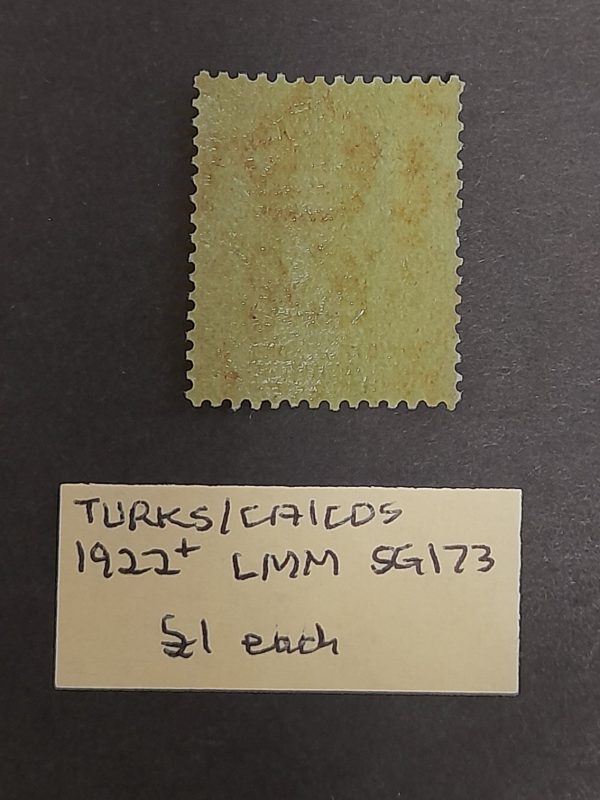 TURKS/CAICOS
1922+ LMM SG173
£1 each